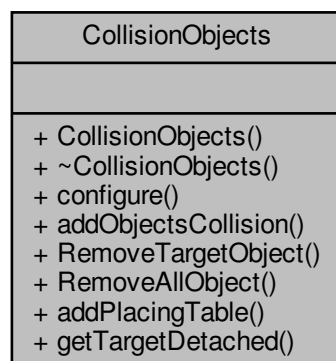 CollisionObjects
+ CollisionObjects()
+ ~CollisionObjects()
+ configure()
+ addObjectsCollision()
+ RemoveTargetObject()
+ RemoveAllObject()
+ addPlacingTable()
+ getTargetDetached()